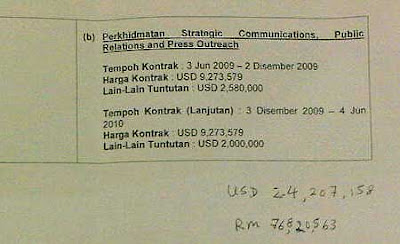 (b) Perkhidmatan Strategic Communications, Public
Relations and Press Outreach
Tempoh Kontrak : 3 Jun 2009 – 2 Disember 2009
Harga Kontrak : USD 9,273,579
Lain-Lain Tuntutan : USD 2,580,000
Tempoh Kontrak (Lanjutan) : 3 Disember 2009 – 4 Jun
2010
Harga Kontrak : USD 9,273,579
Lain-Lain Tuntutan : USD 2,000,000
USD 24,207,158
RM